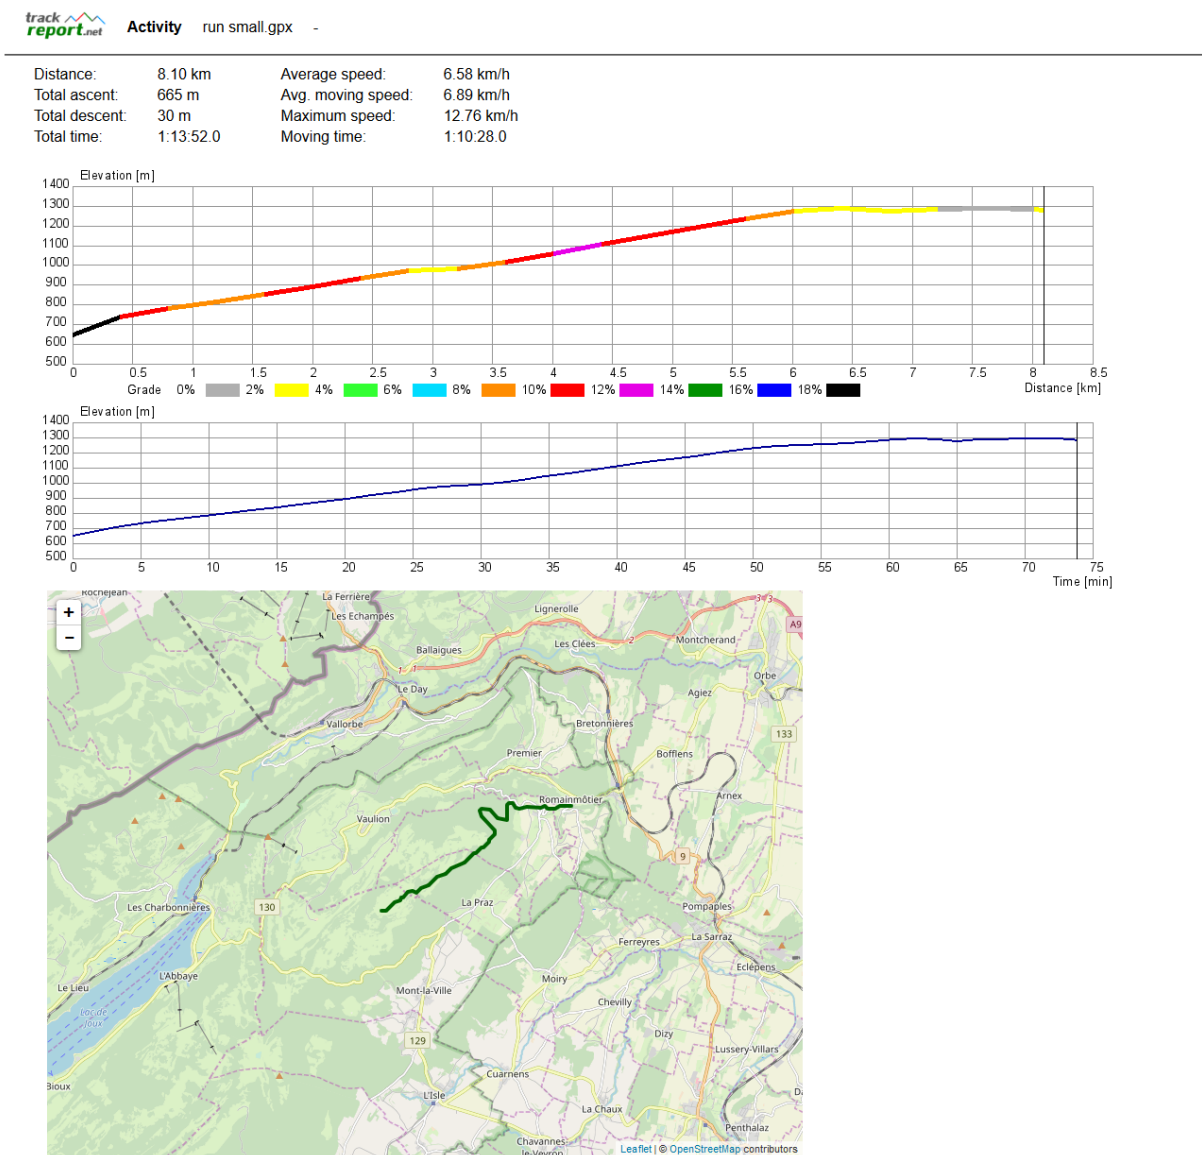 track
report.net Activity run small.gpx -
Distance: 8.10 km Average speed: 6.58 km/h
Total ascent: 665 m Avg. moving speed: 6.89 km/h
Total descent: 30 m Maximum speed: 12.76 km/h
Total time: 1:13:52.0 Moving time: 1:10:28.0
Elevation [m]
1400
1300
1200
1100
1000
900
800
700
600
500
0 0.5 1 1.5 2 2.5 3 3.5 4 4.5 5 5.5 6 6.5 7 7.5 8 8.5
Grade 0% 2% 4% 6% 8% 10% 12% 14% 16% 18% Distance [km]
Elevation [m]
1400
1300
1200
1100
1000
900
800
700
600
500
0 5 10 15 20 25 30 35 40 45 50 55 60 65 70 75
Time [min]
Rochejean
La Ferrière
+
Les Echampés
Lignerolle
A9
−
Ballaigues
Les Clées
2
Montcherand
Orbe
Le Day
Agiez
Vallorbe
Bretonnières
133
Premier
Bofflens
Romainmôtier
Arnex
Vaulion
9
Les Charbonnières
130
La Praz
Pompaples
Ferreyres
La Sarraz
L'Abbaye
Eclépens
Le Lieu
Mont-la-Ville
Moiry
Chevilly
Lac de
Joux
Dizy
129
Lussery-Villars
Bioux
Cuarnens
L'Isle
La Chaux
Penthalaz
Chavannes-
le-Veyron
Leaflet | © OpenStreetMap contributors